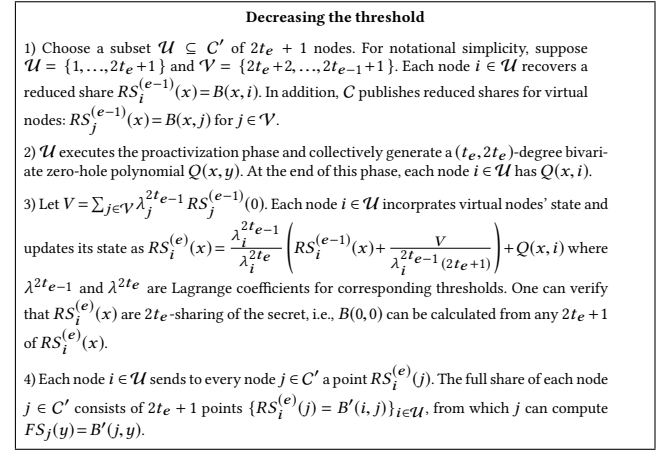 Decreasing the threshold
1) Choose a subset 𝒰 ⊆ C′ of 2tₑ + 1 nodes. For notational simplicity, suppose
𝒰 = {1,…,2tₑ+1} and 𝒱 = {2tₑ+2,…,2tₑ₋₁+1}. Each node i ∈ 𝒰 recovers a
reduced share RS_i^(e−1)(x)=B(x,i). In addition, C publishes reduced shares for virtual
nodes: RS_j^(e−1)(x)=B(x,j) for j∈𝒱.
2) 𝒰 executes the proactivization phase and collectively generate a (tₑ,2tₑ)-degree bivari-
ate zero-hole polynomial Q(x,y). At the end of this phase, each node i∈𝒰 has Q(x,i).
3) Let V=∑_{j∈𝒱} λ_j^{2t_{e−1}} RS_j^(e−1)(0). Each node i∈𝒰 incorprates virtual nodes' state and
updates its state as RS_i^(e)(x)= λ_i^{2t_{e−1}}/λ_i^{2t_e} (RS_i^(e−1)(x)+ V/(λ_i^{2t_{e−1}}(2tₑ+1))) +Q(x,i) where
λ^{2t_{e−1}} and λ^{2t_e} are Lagrange coefficients for corresponding thresholds. One can verify
that RS_i^(e)(x) are 2tₑ-sharing of the secret, i.e., B(0,0) can be calculated from any 2tₑ+1
of RS_i^(e)(x).
4) Each node i∈𝒰 sends to every node j∈C′ a point RS_i^(e)(j). The full share of each node
j ∈ C′ consists of 2tₑ + 1 points {RS_i^(e)(j) = B′(i,j)}_{i∈𝒰}, from which j can compute
FS_j(y)=B′(j,y).